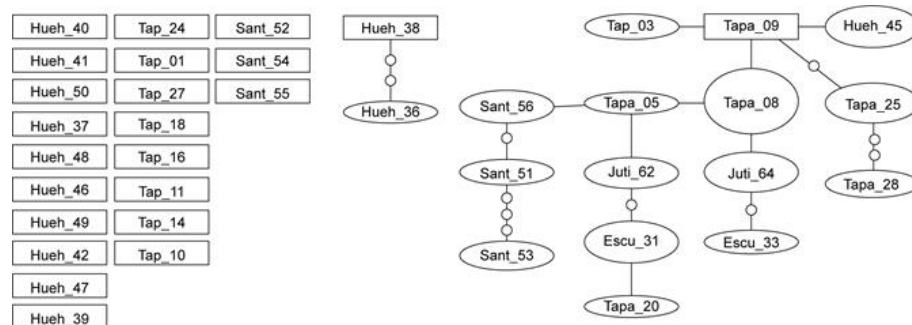 Hueh_40
Hueh_41
Hueh_50
Hueh_37
Hueh_48
Hueh_46
Hueh_49
Hueh_42
Hueh_47
Hueh_39
Tap_24
Tap_01
Tap_27
Tap_18
Tap_16
Tap_11
Tap_14
Tap_10
Sant_52
Sant_54
Sant_55
Hueh_38
Hueh_36
Tap_03
Tapa_09
Hueh_45
Sant_56
Tapa_05
Tapa_08
Tapa_25
Sant_51
Juti_62
Juti_64
Tapa_28
Sant_53
Escu_31
Escu_33
Tapa_20